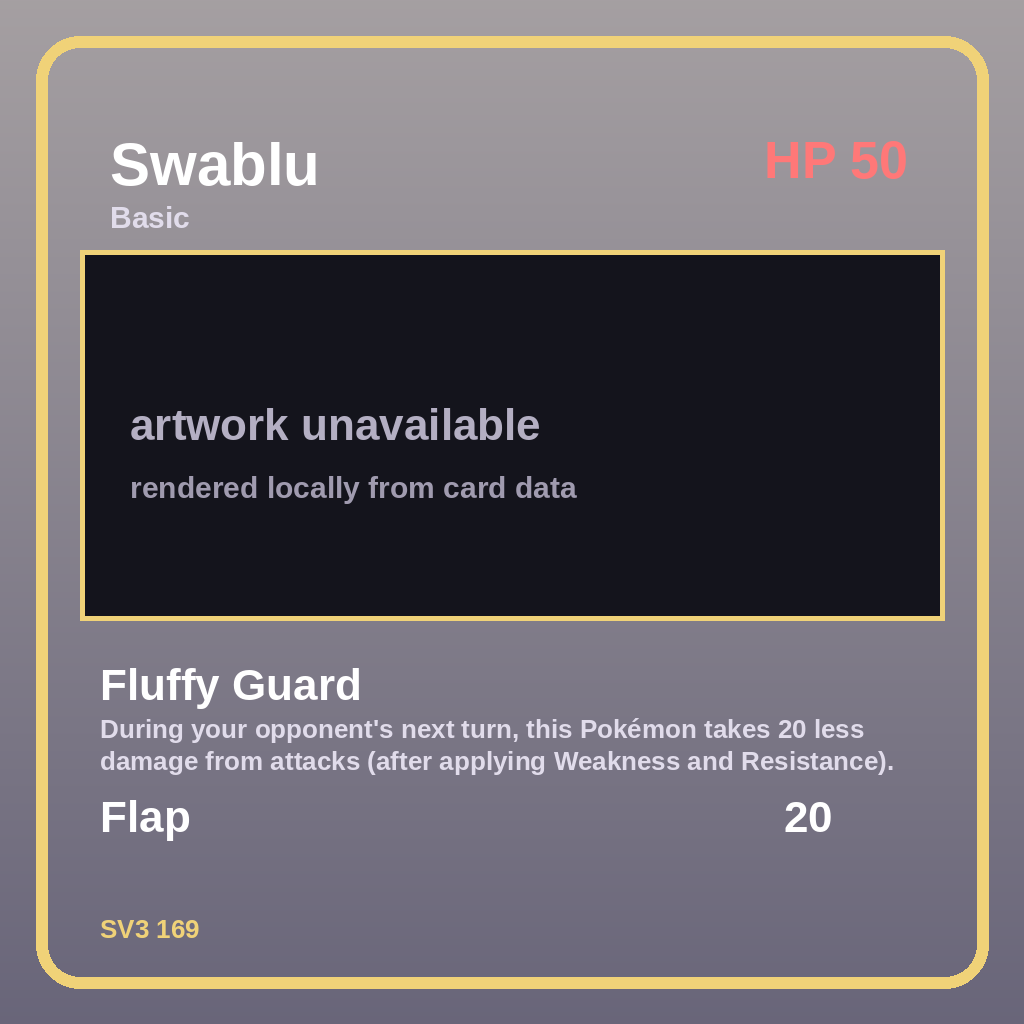 Swablu
HP 50
Basic
artwork unavailable
rendered locally from card data
Fluffy Guard
During your opponent's next turn, this Pokémon takes 20 less
damage from attacks (after applying Weakness and Resistance).
Flap 20
SV3 169